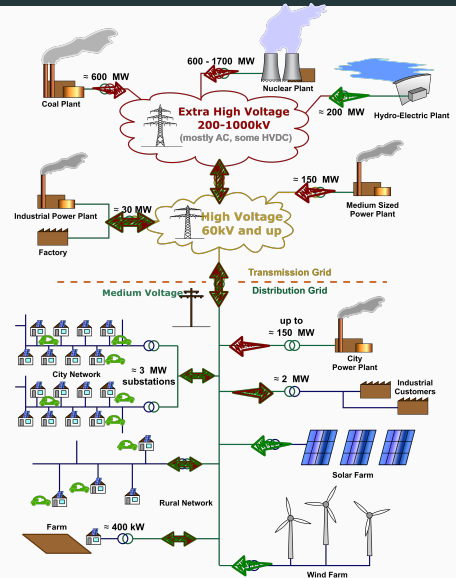 600 - 1700 MW
Nuclear Plant
≈ 600 MW
Coal Plant
Extra High Voltage
200-1000kV
(mostly AC, some HVDC)
≈ 200 MW
Hydro-Electric Plant
≈ 150 MW
Medium Sized
Power Plant
≈ 30 MW
Industrial Power Plant
Factory
High Voltage
60kV and up
Transmission Grid
Distribution Grid
Medium Voltage
up to
≈ 150 MW
City
Power Plant
City Network
≈ 3 MW
substations
≈ 2 MW
Industrial
Customers
Solar Farm
Rural Network
Farm
≈ 400 kW
Wind Farm